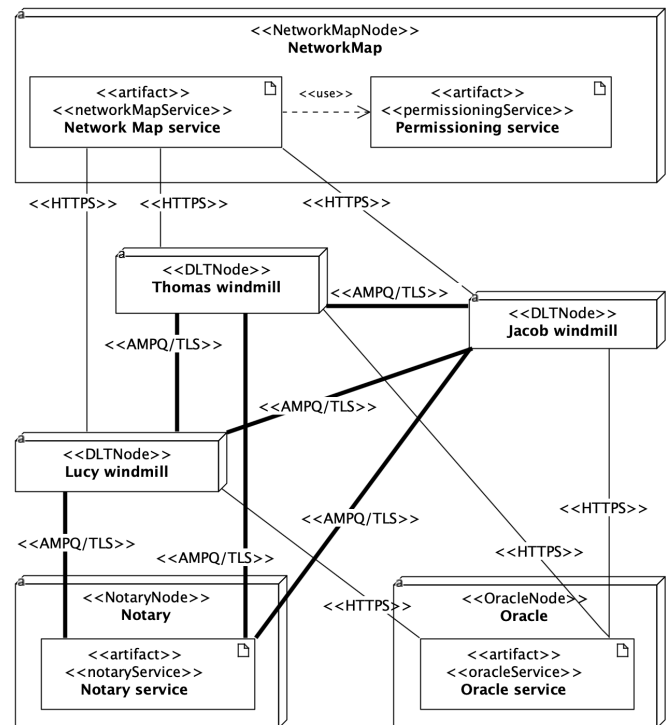 a
<<NetworkMapNode>>
NetworkMap
<<artifact>>
<<networkMapService>>
Network Map service
<<use>>
<<artifact>>
<<permissioningService>>
Permissioning service
<<HTTPS>>
<<HTTPS>>
<<HTTPS>>
a
<<DLTNode>>
Thomas windmill
<<AMPQ/TLS>>
a
<<DLTNode>>
Jacob windmill
<<AMPQ/TLS>>
<<AMPQ/TLS>>
a
<<DLTNode>>
Lucy windmill
<<AMPQ/TLS>>
<<AMPQ/TLS>>
<<AMPQ/TLS>>
<<HTTPS>>
<<HTTPS>>
<<HTTPS>>
a
<<NotaryNode>>
Notary
<<artifact>>
<<notaryService>>
Notary service
a
<<OracleNode>>
Oracle
<<artifact>>
<<oracleService>>
Oracle service